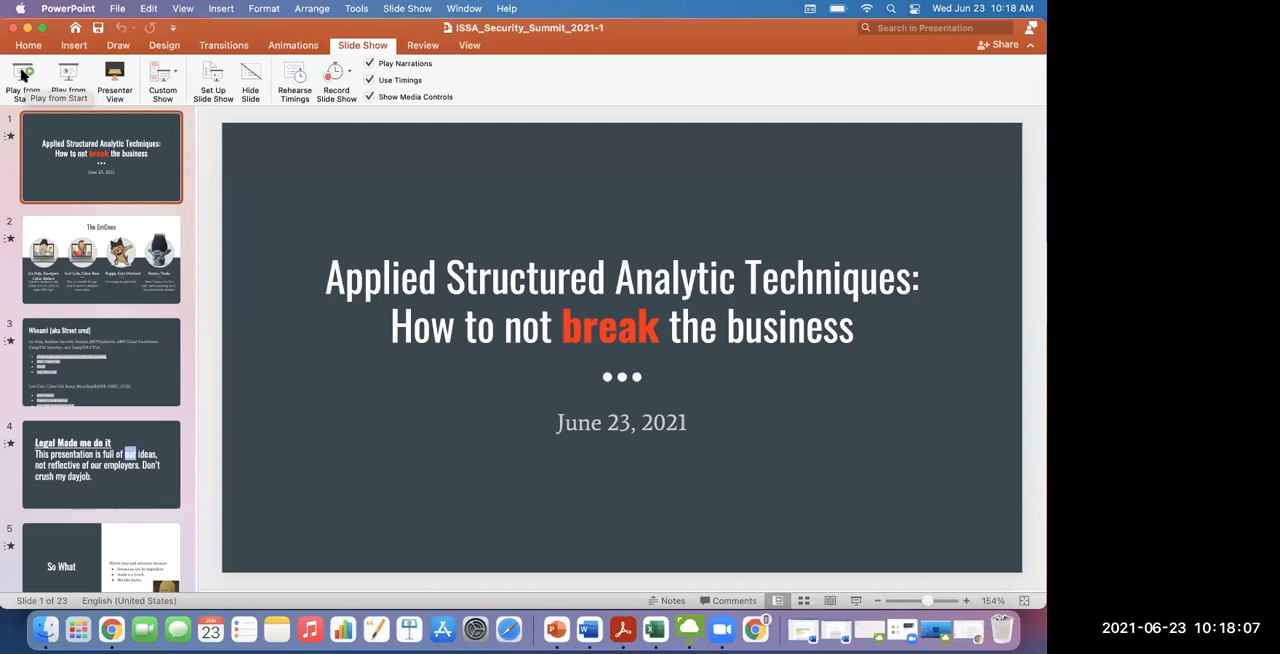 PowerPoint File Edit View Insert Format Arrange Tools Slide Show Window Help Wed Jun 23 10:18 AM
ISSA_Security_Summit_2021-1
Search in Presentation
Home Insert Draw Design Transitions Animations Slide Show Review View Share
Play from
Play from
Presenter
View
Custom
Show
Set Up
Slide Show
Hide
Slide
Rehearse
Timings
Record
Slide Show
Play Narrations
Use Timings
Show Media Controls
Play from Start
1
Applied Structured Analytic Techniques:
How to not break the business
June 23, 2021
2
The EmCees
3
Whoami (aka Street cred)
4
Legal Made me do it
This presentation is full of our ideas,
not reflective of our employers. Don't
crush my dayjob.
5
So What
Applied Structured Analytic Techniques:
How to not break the business
June 23, 2021
Slide 1 of 23 English (United States) Notes Comments 154%
JUN
23
2021-06-23 10:18:07